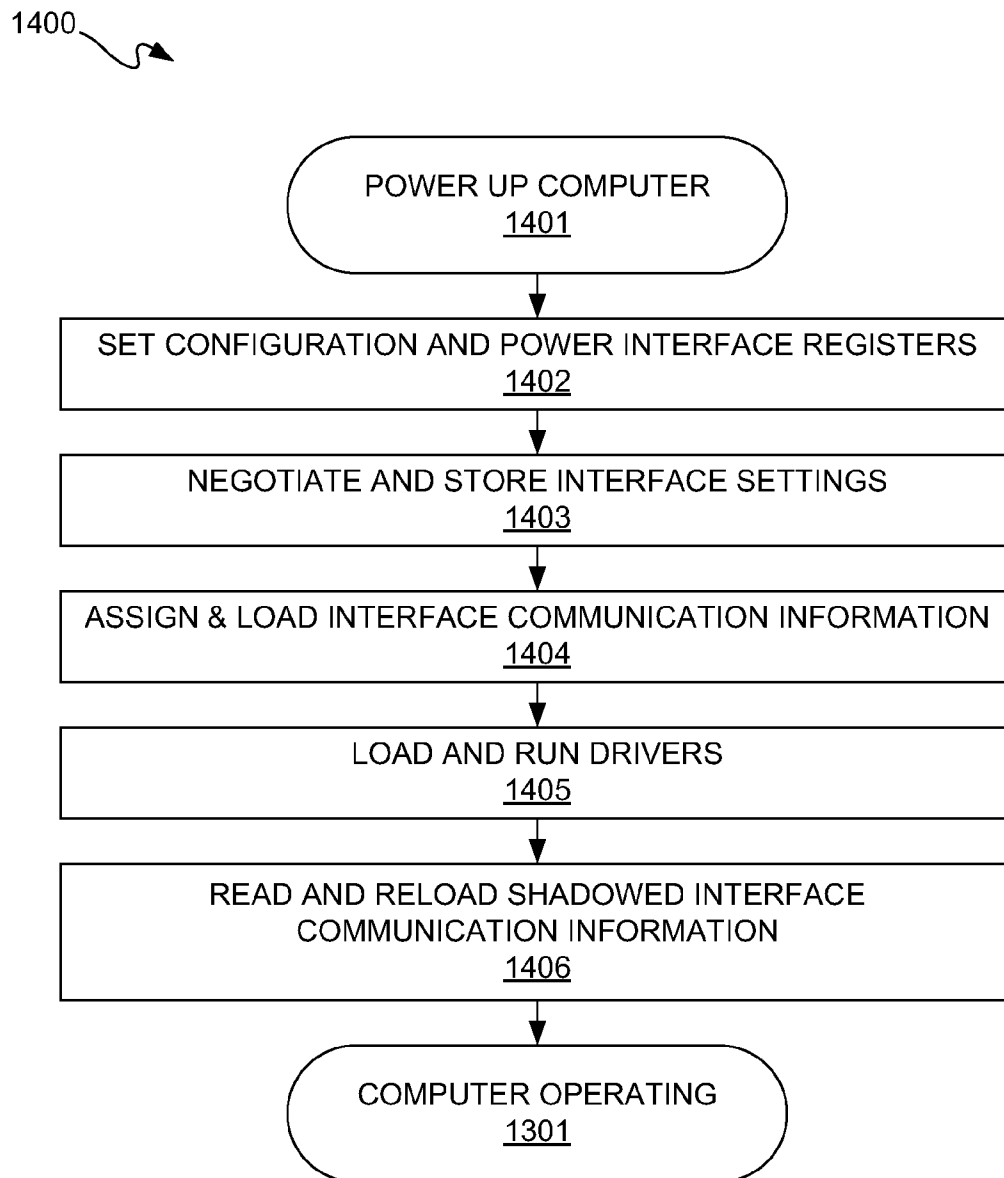 1400
POWER UP COMPUTER
1401
SET CONFIGURATION AND POWER INTERFACE REGISTERS
1402
NEGOTIATE AND STORE INTERFACE SETTINGS
1403
ASSIGN & LOAD INTERFACE COMMUNICATION INFORMATION
1404
LOAD AND RUN DRIVERS
1405
READ AND RELOAD SHADOWED INTERFACE
COMMUNICATION INFORMATION
1406
COMPUTER OPERATING
1301